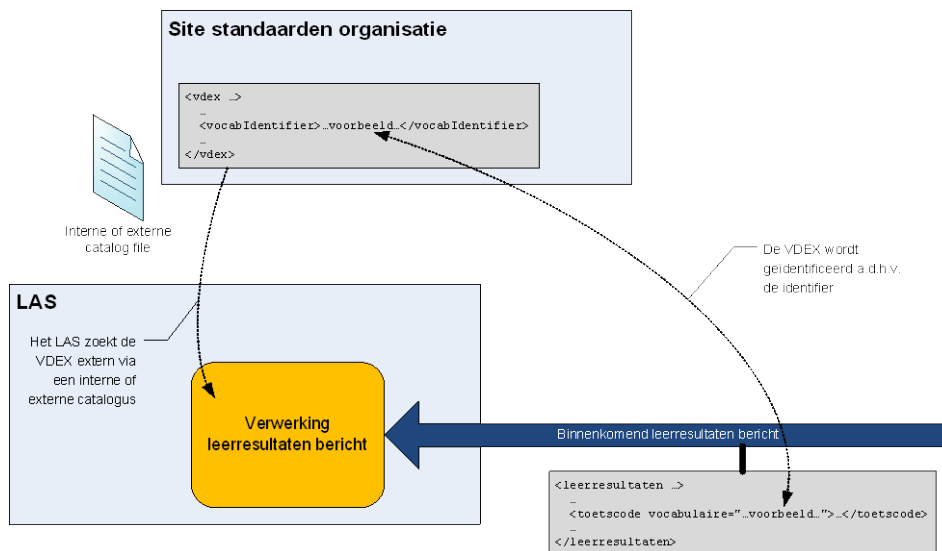 Site standaarden organisatie
<vdex …>
…
<vocabIdentifier>…voorbeeld…</vocabIdentifier>
…
</vdex>
Interne of externe
catalog file
De VDEX wordt
geïdentificeerd a.d.h.v.
de identifier
LAS
Het LAS zoekt de
VDEX extern via
een interne of
externe catalogus
Verwerking
leerresultaten bericht
Binnenkomend leerresultaten bericht
<leerresultaten …>
…
<toetscode vocabulaire="…voorbeeld…">…</toetscode>
…
</leerresultaten>